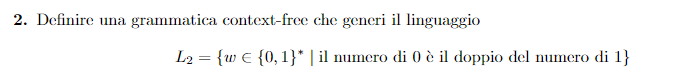 2. Definire una grammatica context-free che generi il linguaggio
L₂ = {w ∈ {0, 1}* | il numero di 0 è il doppio del numero di 1}